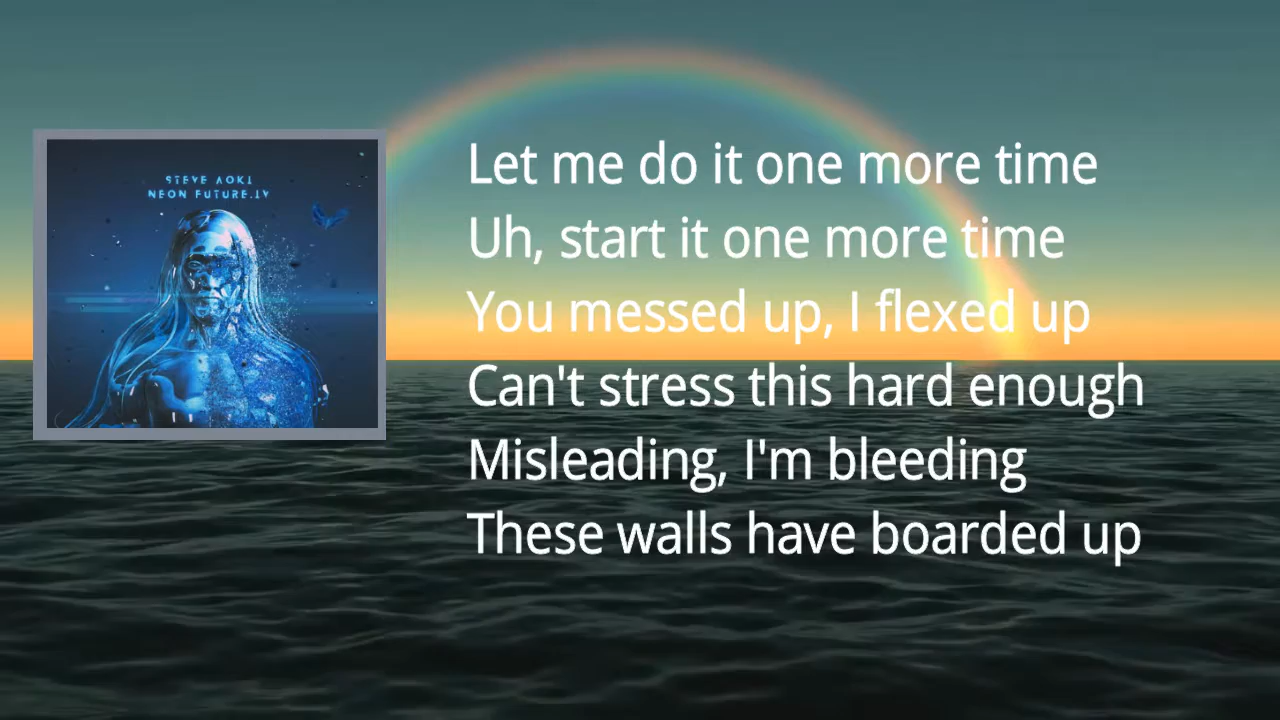 STEVE AOKI
NEON FUTURE.IV
Let me do it one more time
Uh, start it one more time
You messed up, I flexed up
Can't stress this hard enough
Misleading, I'm bleeding
These walls have boarded up